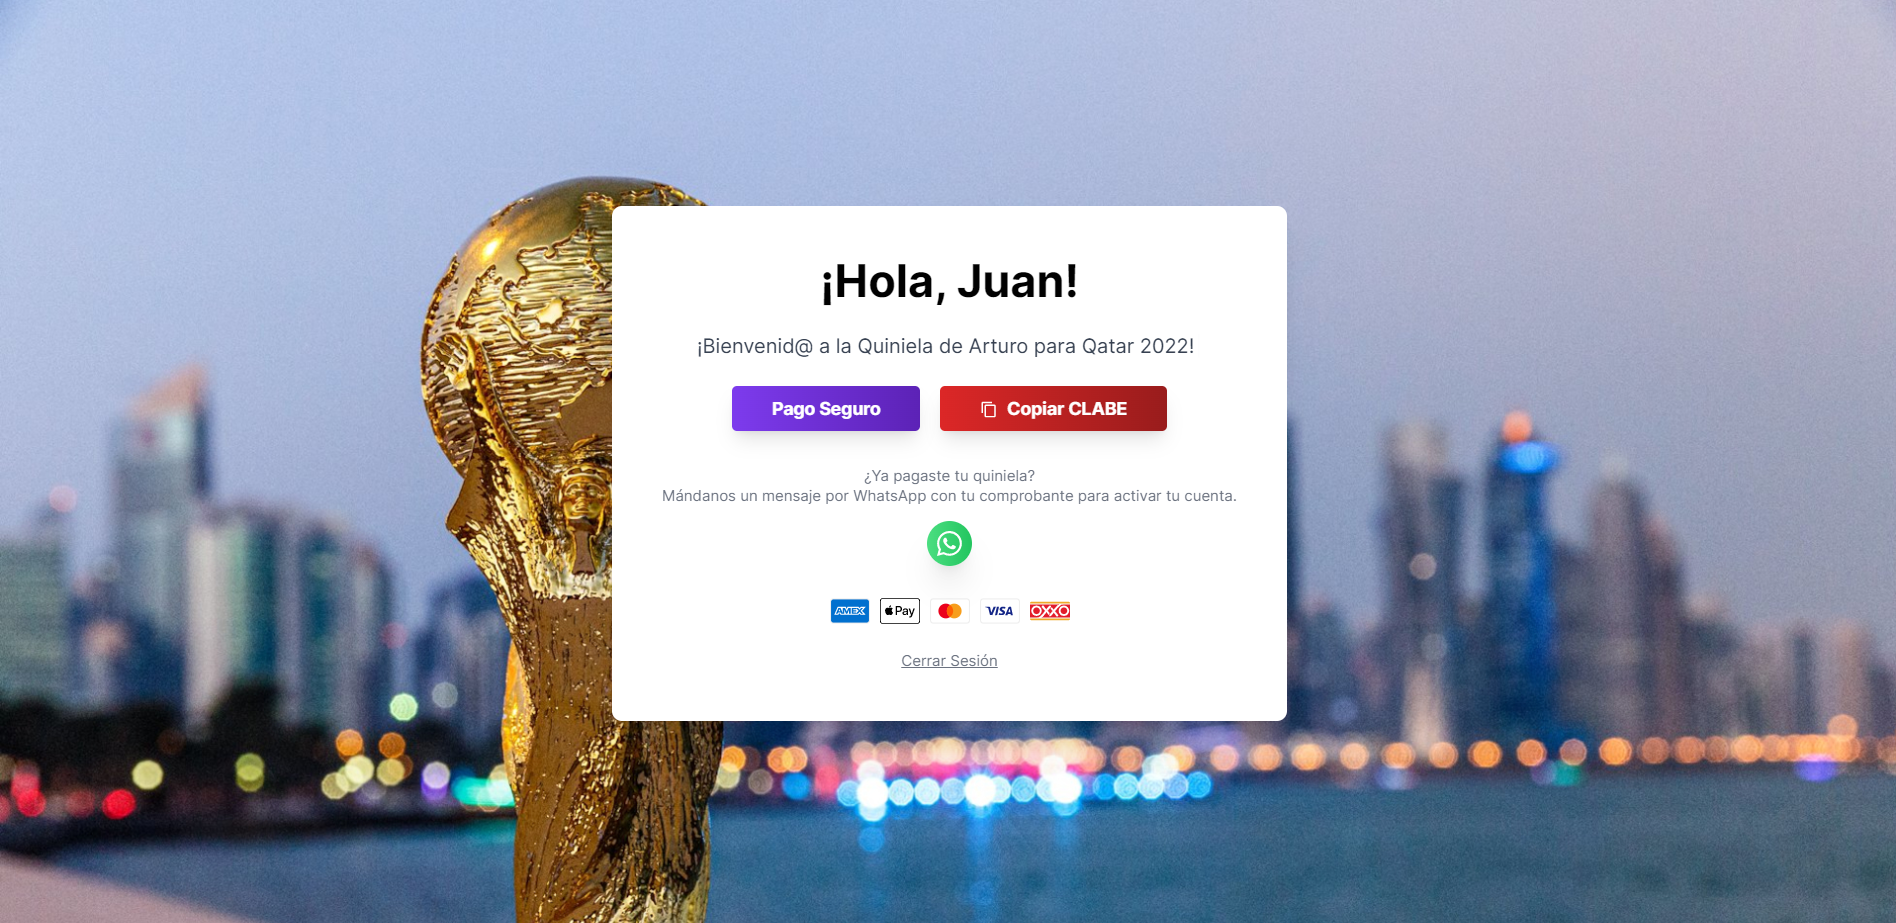 ¡Hola, Juan!
¡Bienvenid@ a la Quiniela de Arturo para Qatar 2022!
Pago Seguro
Copiar CLABE
¿Ya pagaste tu quiniela?
Mándanos un mensaje por WhatsApp con tu comprobante para activar tu cuenta.
AMEX
Pay
VISA
OXXO
Cerrar Sesión